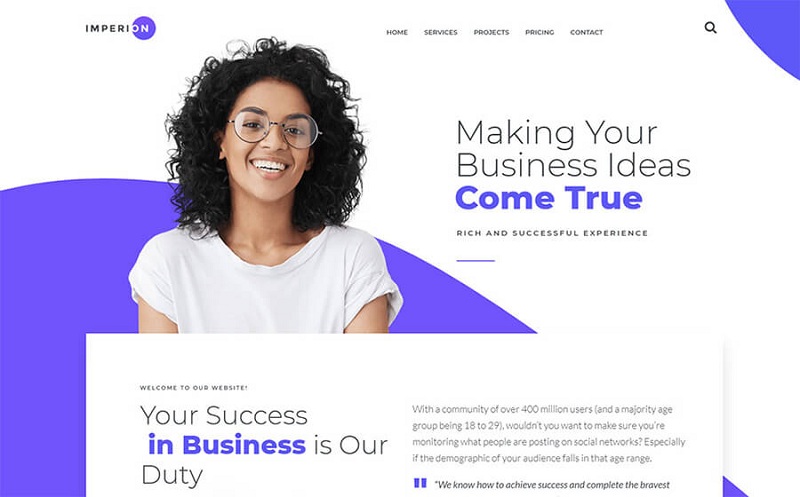 IMPERION
HOME SERVICES PROJECTS PRICING CONTACT
Making Your
Business Ideas
Come True
RICH AND SUCCESSFUL EXPERIENCE
WELCOME TO OUR WEBSITE!
Your Success
in Business is Our
Duty
With a community of over 400 million users (and a majority age
group being 18 to 29), wouldn't you want to make sure you're
monitoring what people are posting on social networks? Especially
if the demographic of your audience falls in that age range.
"We know how to achieve success and complete the bravest